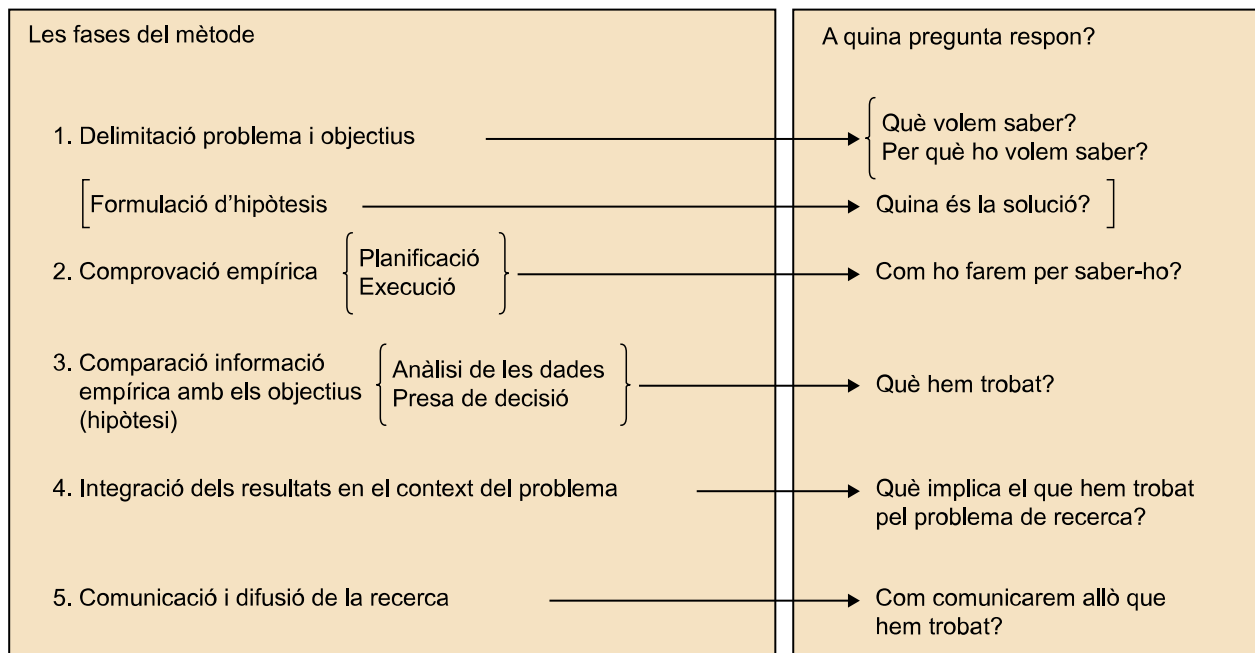 Les fases del mètode
A quina pregunta respon?
1. Delimitació problema i objectius
Què volem saber?
Per què ho volem saber?
Formulació d'hipòtesis
Quina és la solució?
2. Comprovació empírica
Planificació
Execució
Com ho farem per saber-ho?
3. Comparació informació
empírica amb els objectius
(hipòtesi)
Anàlisi de les dades
Presa de decisió
Què hem trobat?
4. Integració dels resultats en el context del problema
Què implica el que hem trobat
pel problema de recerca?
5. Comunicació i difusió de la recerca
Com comunicarem allò que
hem trobat?